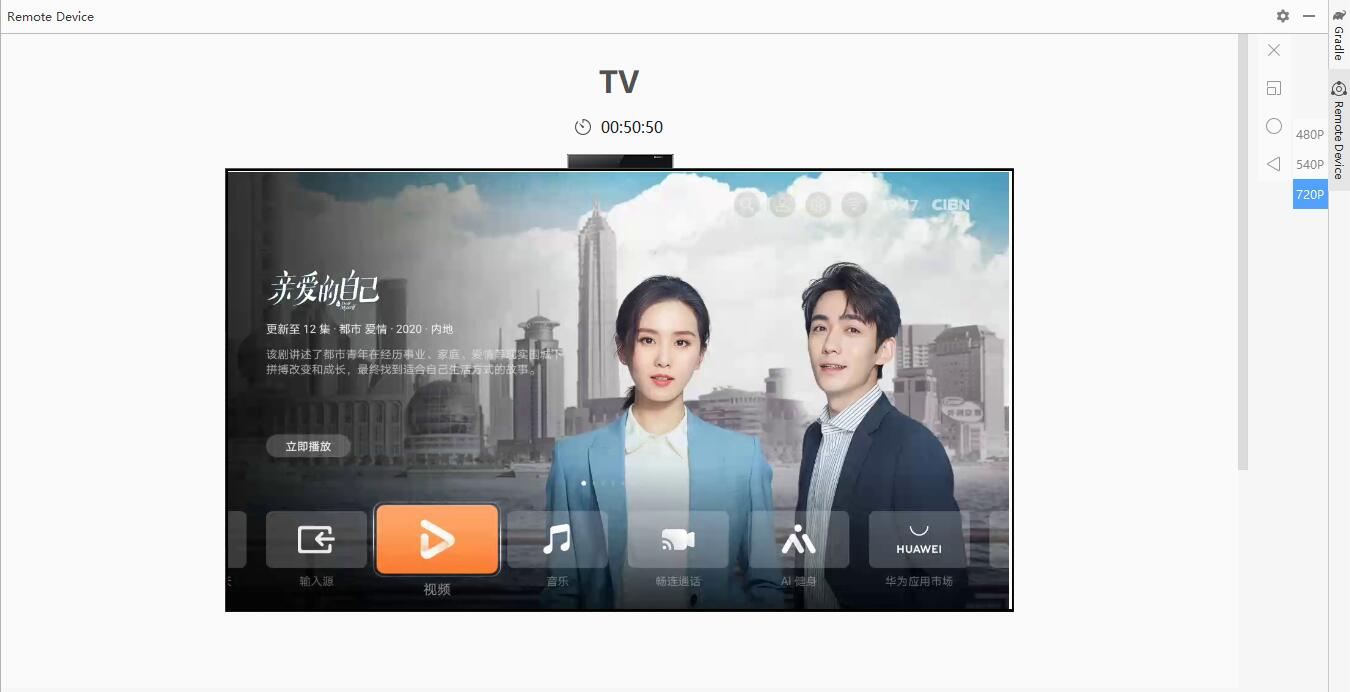 Remote Device
TV
00:50:50
CIBN
亲爱的自己
更新至 12 集 · 都市 爱情 · 2020 · 内地
该剧讲述了都市青年在经历事业、家庭、爱情等现实围城下
拼搏改变和成长，最终找到适合自己生活方式的故事。
立即播放
HUAWEI
输入源
视频
音乐
畅连通话
AI 健身
华为应用市场
480P
540P
720P
Gradle
Remote Device